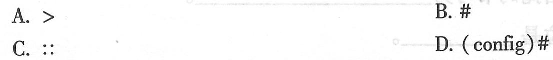 A. >
B. #
C. ::
D. (config)#